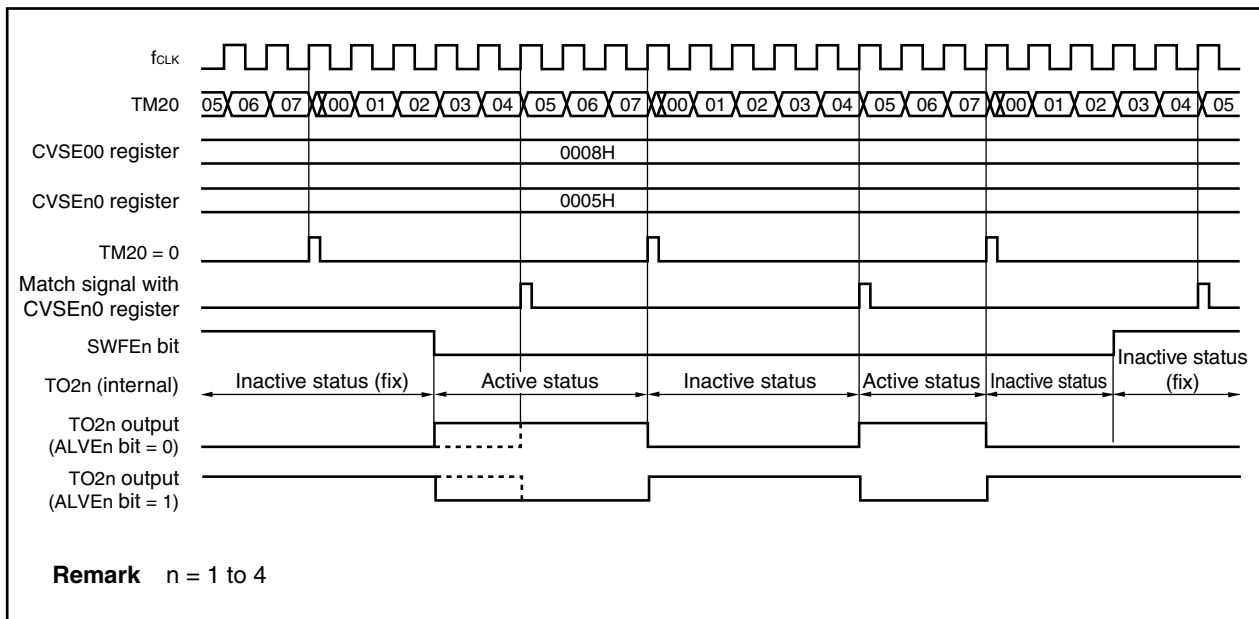 fCLK
TM20 05 06 07 00 01 02 03 04 05 06 07 00 01 02 03 04 05 06 07 00 01 02 03 04 05
CVSE00 register 0008H
CVSEn0 register 0005H
TM20 = 0
Match signal with
CVSEn0 register
SWFEn bit
TO2n (internal) Inactive status (fix) Active status Inactive status Active status Inactive status Inactive status
(fix)
TO2n output
(ALVEn bit = 0)
TO2n output
(ALVEn bit = 1)
Remark n = 1 to 4